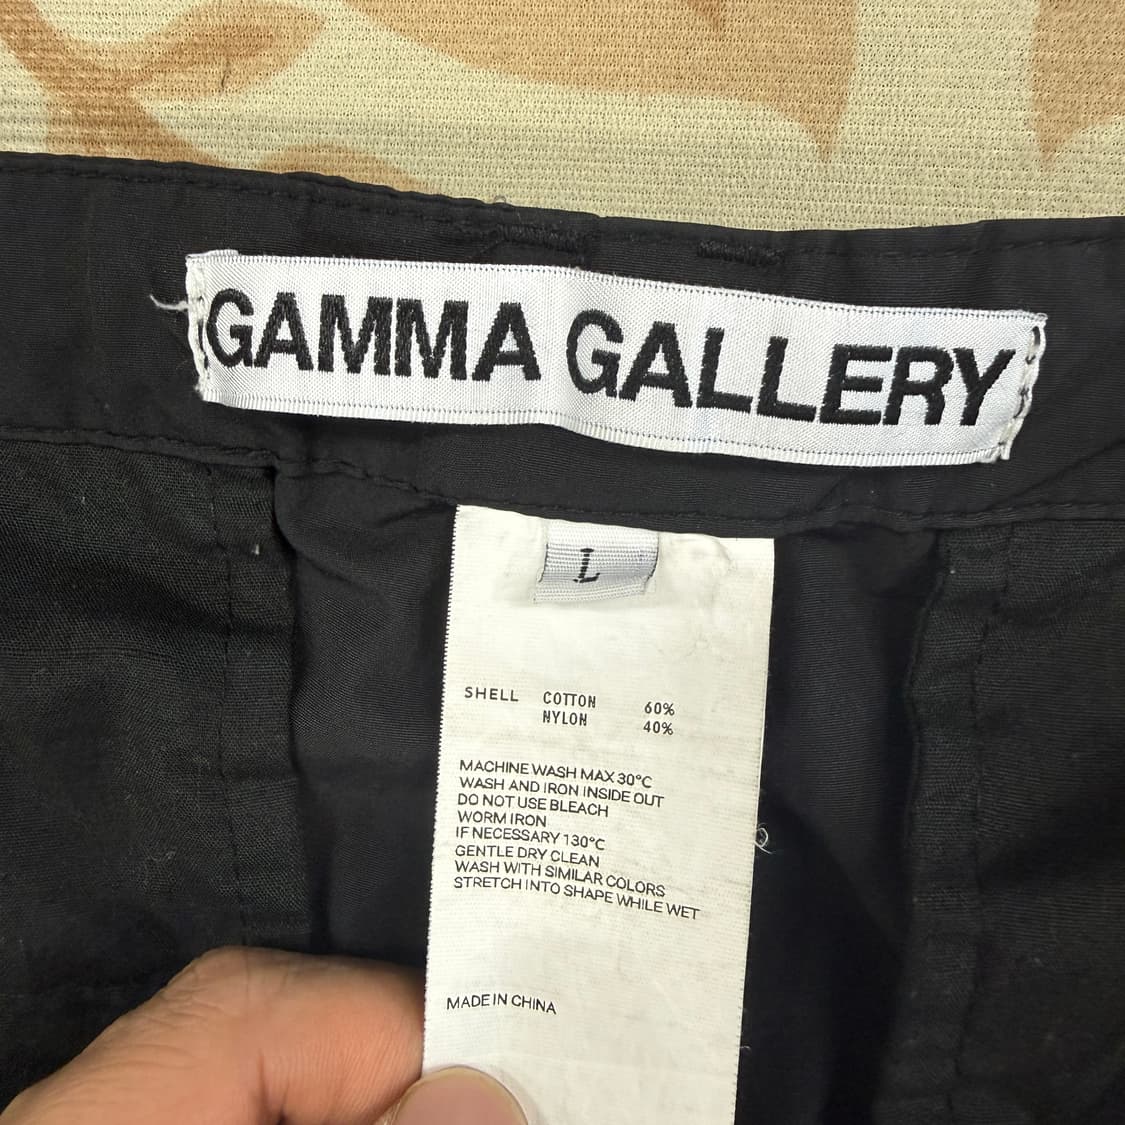 GAMMA GALLERY
L
SHELL COTTON 60%
NYLON 40%
MACHINE WASH MAX 30°C
WASH AND IRON INSIDE OUT
DO NOT USE BLEACH
WORM IRON
IF NECESSARY 130°C
GENTLE DRY CLEAN
WASH WITH SIMILAR COLORS
STRETCH INTO SHAPE WHILE WET
MADE IN CHINA